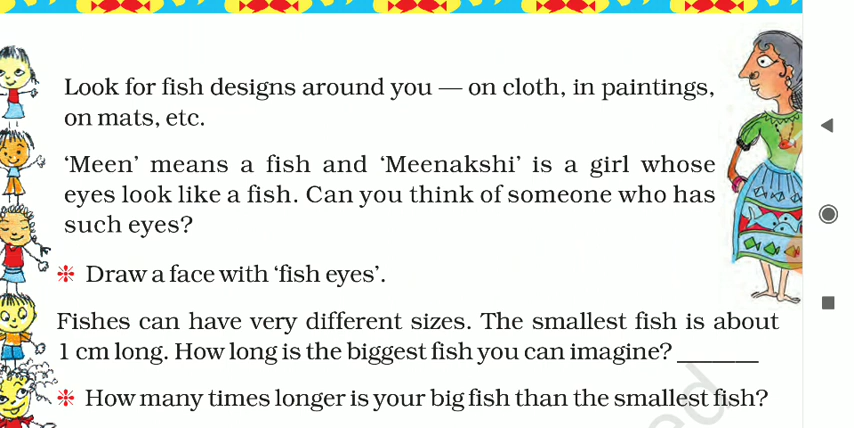 Look for fish designs around you — on cloth, in paintings,
on mats, etc.
‘Meen’ means a fish and ‘Meenakshi’ is a girl whose
eyes look like a fish. Can you think of someone who has
such eyes?
❉ Draw a face with ‘fish eyes’.
Fishes can have very different sizes. The smallest fish is about
1 cm long. How long is the biggest fish you can imagine? _______
❉ How many times longer is your big fish than the smallest fish?